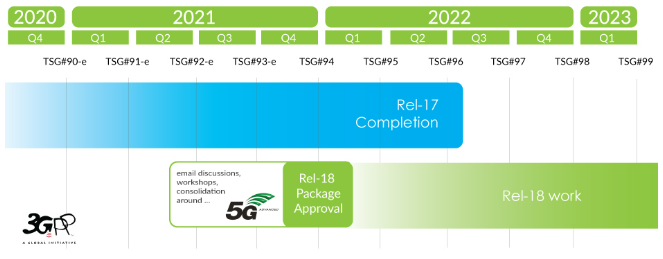 2020 2021 2022 2023
Q4 Q1 Q2 Q3 Q4 Q1 Q2 Q3 Q4 Q1
TSG#90-e TSG#91-e TSG#92-e TSG#93-e TSG#94 TSG#95 TSG#96 TSG#97 TSG#98 TSG#99
Rel-17
Completion
email discussions,
workshops,
consolidation
around ...
5G ADVANCED
Rel-18
Package
Approval
Rel-18 work
3GPP
A GLOBAL INITIATIVE